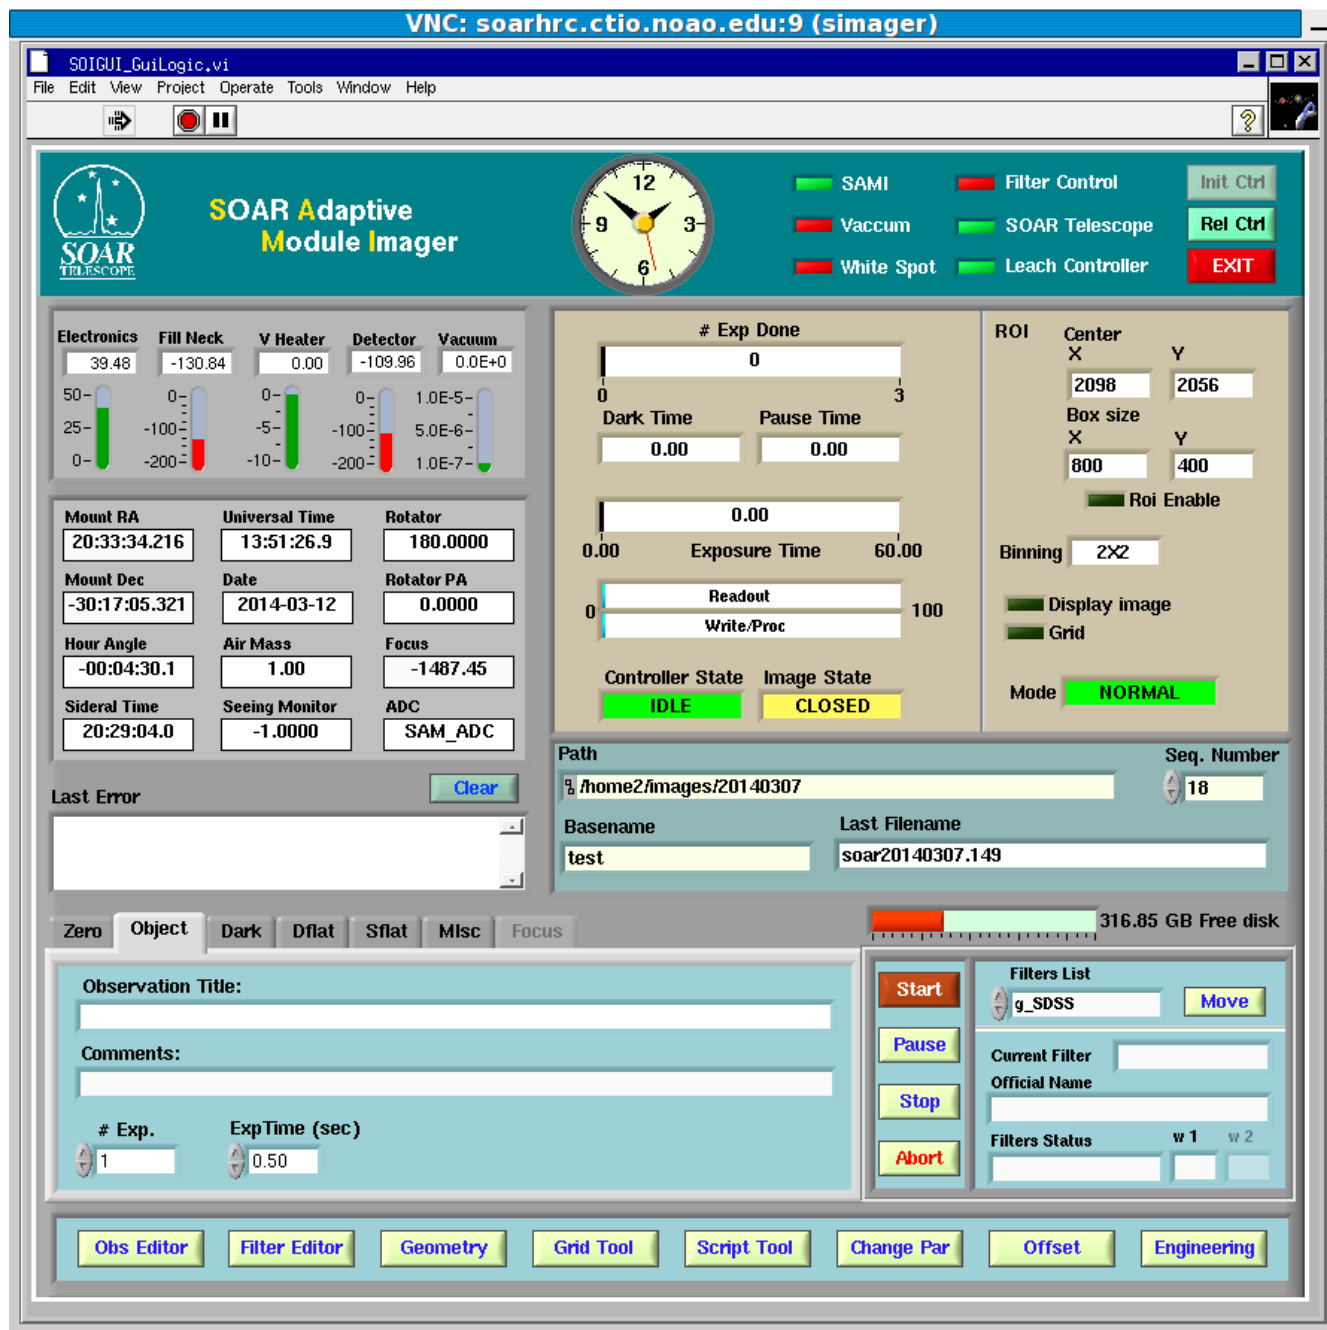 VNC: soarhrc.ctio.noao.edu:9 (simager)
SOIGUI_GuiLogic.vi
File Edit View Project Operate Tools Window Help
SOAR
TELESCOPE
SOAR Adaptive
Module Imager
12
9 3
6
SAMI Filter Control Init Ctrl
Vaccum SOAR Telescope Rel Ctrl
White Spot Leach Controller EXIT
Electronics Fill Neck V Heater Detector Vacuum
39.48 -130.84 0.00 -109.96 0.0E+0
50 0 0 0 1.0E-5
25 -100 -5 -100 5.0E-6
0 -200 -10 -200 1.0E-7
Mount RA Universal Time Rotator
20:33:34.216 13:51:26.9 180.0000
Mount Dec Date Rotator PA
-30:17:05.321 2014-03-12 0.0000
Hour Angle Air Mass Focus
-00:04:30.1 1.00 -1487.45
Sideral Time Seeing Monitor ADC
20:29:04.0 -1.0000 SAM_ADC
Last Error Clear
# Exp Done
0
0 3
Dark Time Pause Time
0.00 0.00
0.00
0.00 Exposure Time 60.00
Readout
0 100
Write/Proc
Controller State Image State
IDLE CLOSED
ROI Center
X Y
2098 2056
Box size
X Y
800 400
Roi Enable
Binning 2X2
Display image
Grid
Mode NORMAL
Path Seq. Number
/home2/images/20140307 18
Basename Last Filename
test soar20140307.149
Zero Object Dark Dflat Sflat MIsc Focus
316.85 GB Free disk
Observation Title:
Comments:
# Exp. ExpTime (sec)
1 0.50
Start
Pause
Stop
Abort
Filters List
g_SDSS Move
Current Filter
Official Name
Filters Status w 1 w 2
Obs Editor Filter Editor Geometry Grid Tool Script Tool Change Par Offset Engineering